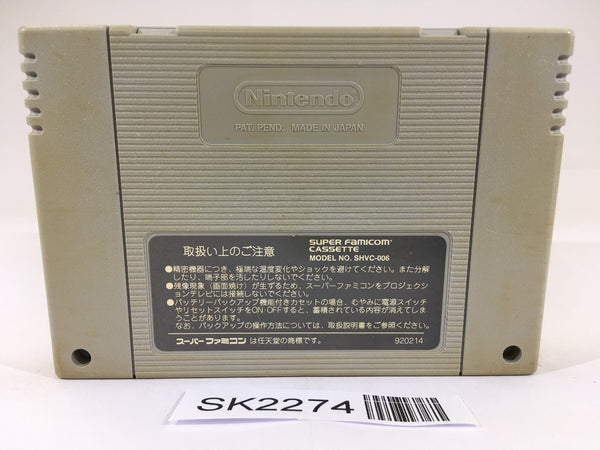 Nintendo
PAT. PEND. MADE IN JAPAN
取扱い上のご注意
SUPER FAMICOM
CASSETTE
MODEL NO. SHVC-006
●精密機器につき、極端な温度変化やショックを避けてください。また分解
したり、端子部を汚したりしないでください。
●残像現象（画面焼け）が生ずるため、スーパーファミコンをプロジェクシ
ョンテレビには接続しないでください。
●バッテリーバックアップ機能付きカセットの場合、むやみに電源スイッチ
やリセットスイッチをON-OFFすると、蓄積されている内容が消えてしま
うことがあります。
なお、バックアップの操作方法については、取扱説明書をご参照ください。
スーパーファミコンは任天堂の商標です。
920214
SK2274